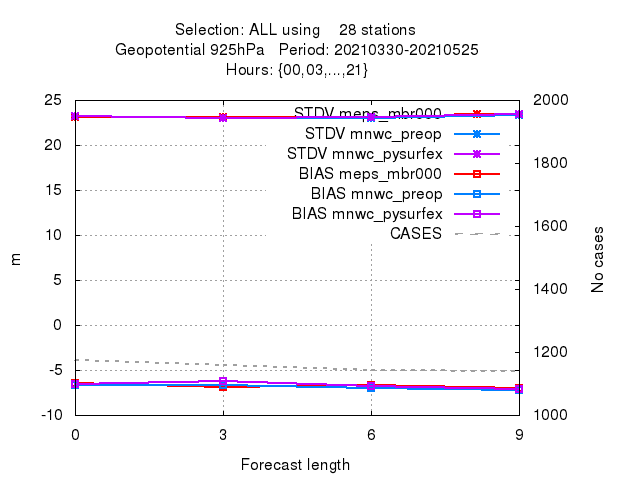 Selection: ALL using    28 stations
Geopotential 925hPa   Period: 20210330-20210525
Hours: {00,03,...,21}
25
20
15
10
5
0
-5
-10
m
2000
1800
1600
1400
1200
1000
No cases
STDV meps_mbr000
STDV mnwc_preop
STDV mnwc_pysurfex
BIAS meps_mbr000
BIAS mnwc_preop
BIAS mnwc_pysurfex
CASES
0 3 6 9
Forecast length